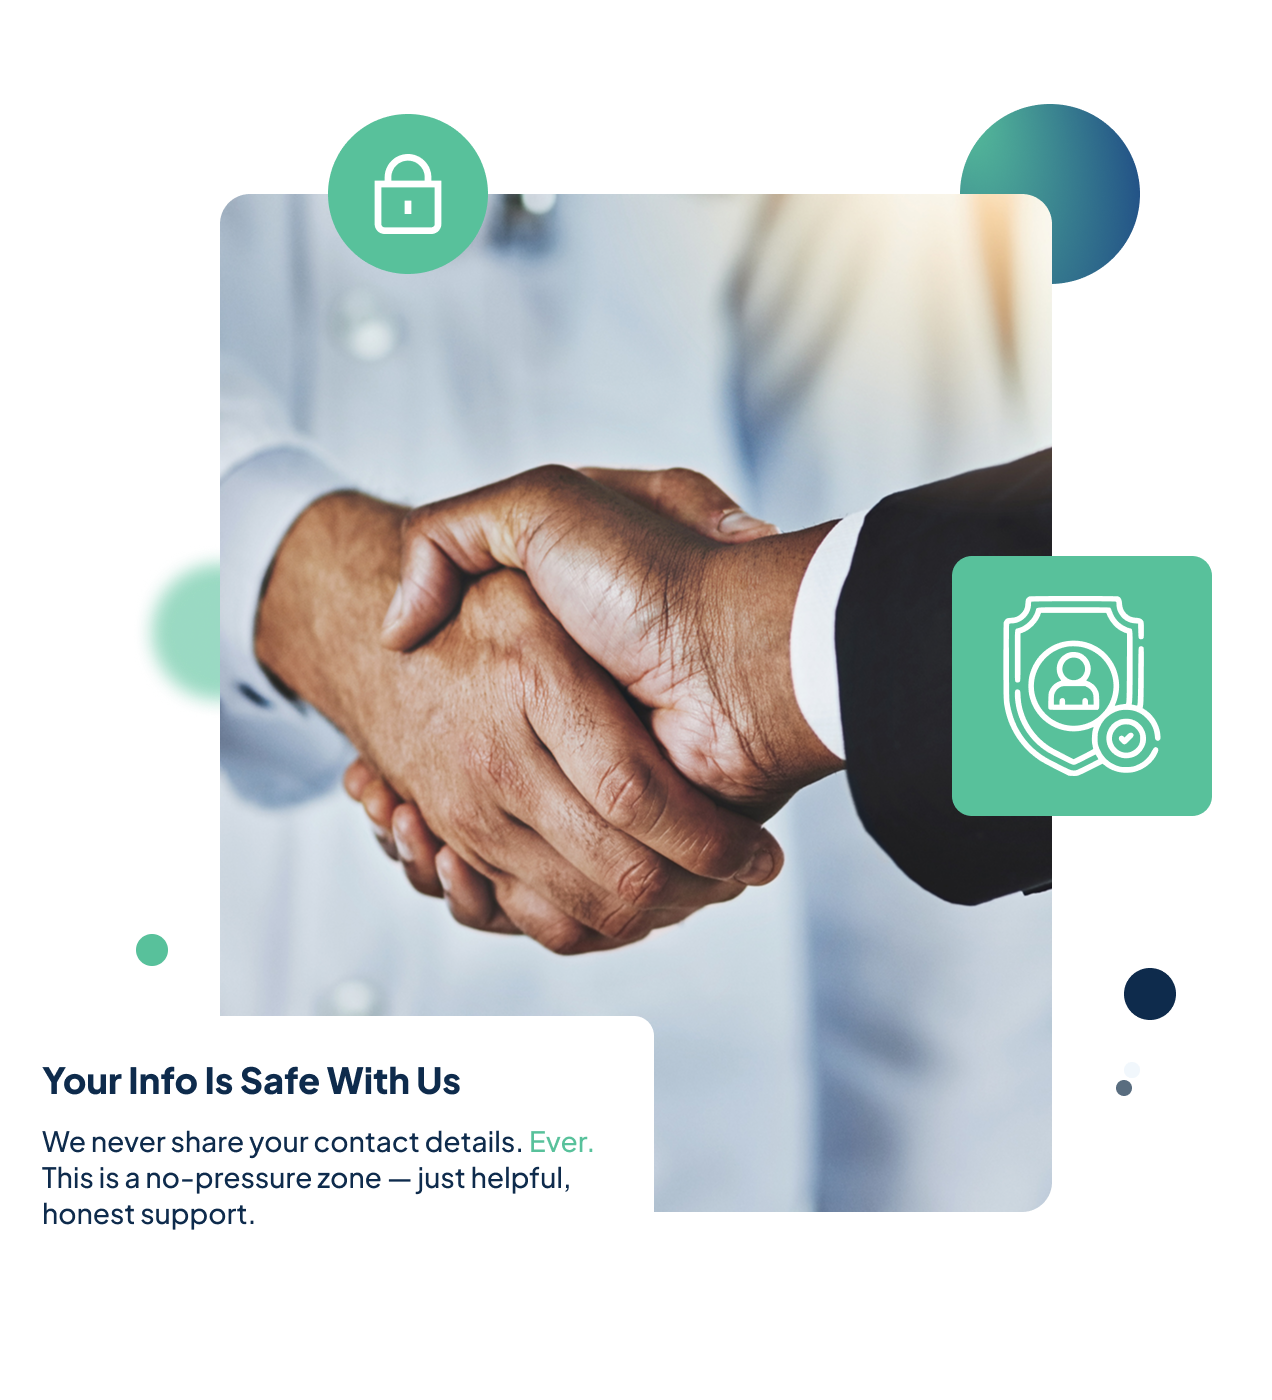 Your Info Is Safe With Us
We never share your contact details. Ever.
This is a no-pressure zone — just helpful,
honest support.